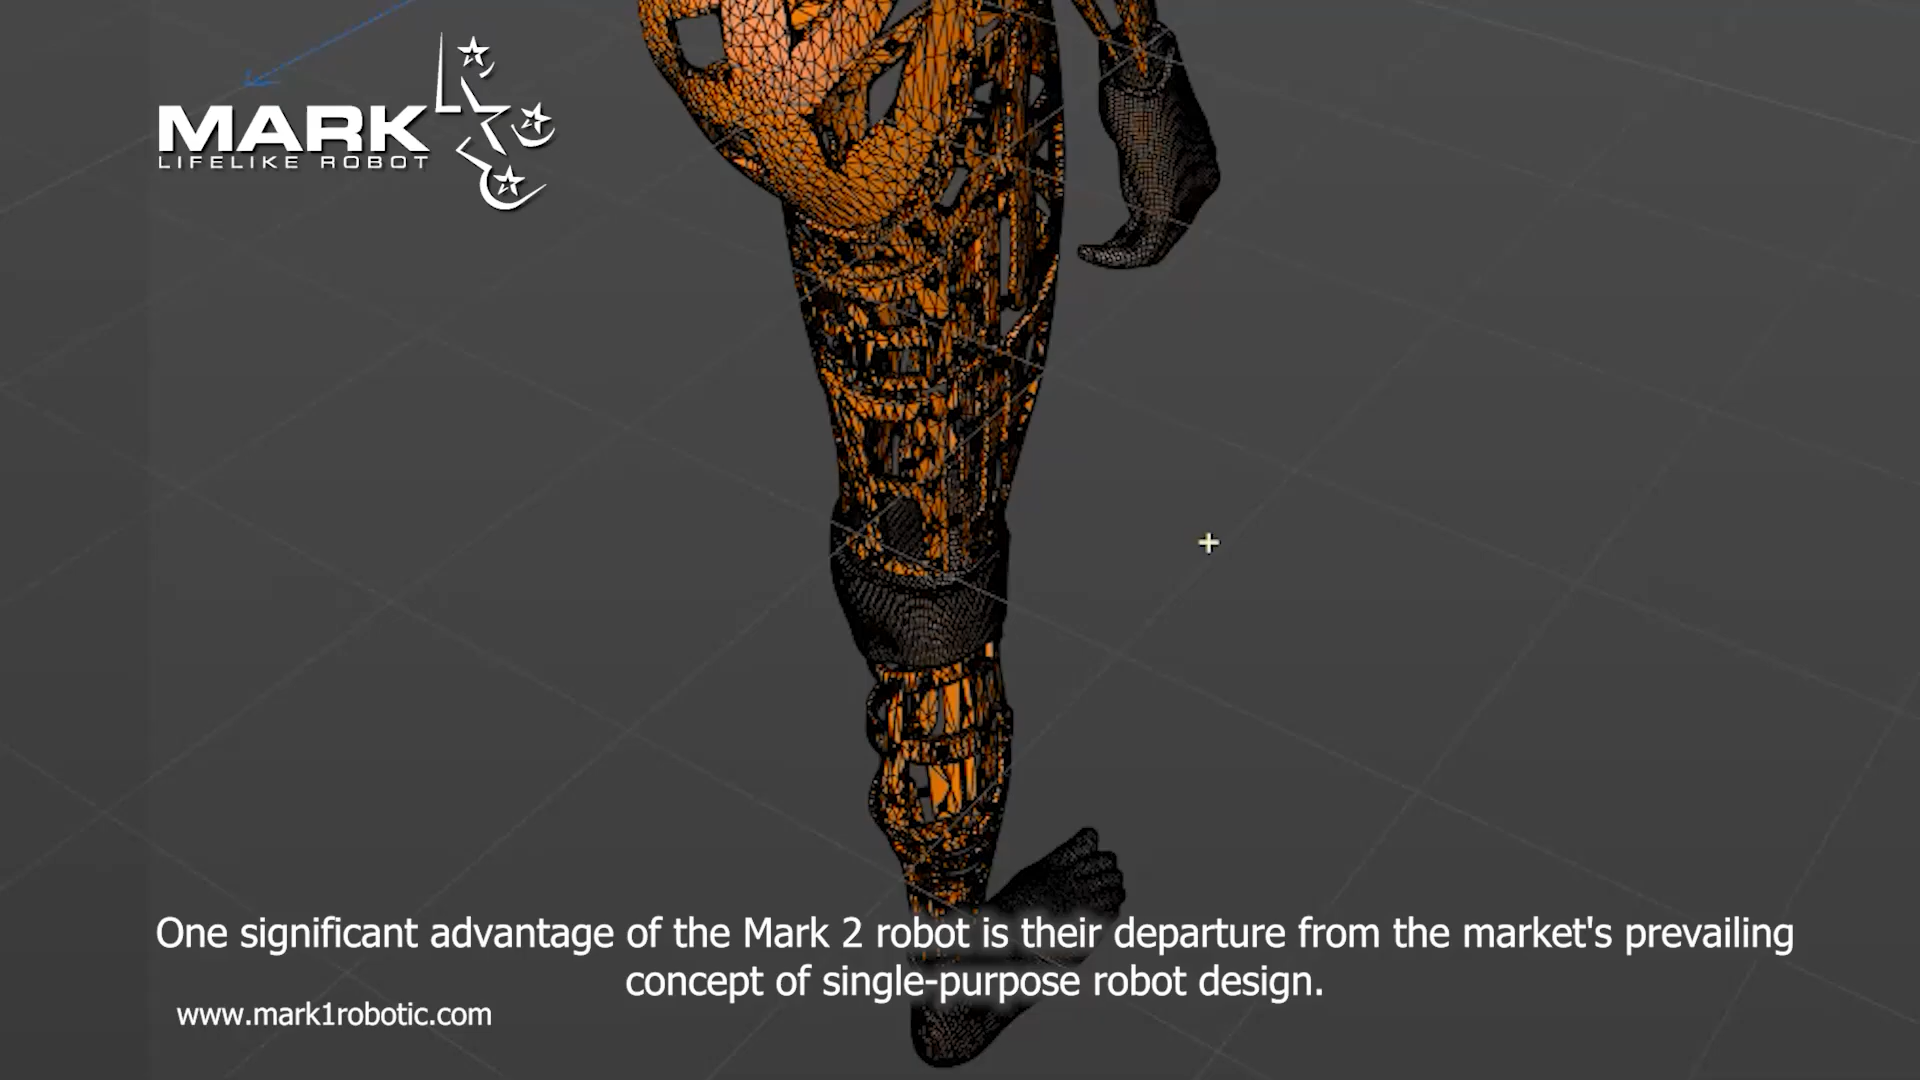 MARK
LIFELIKE ROBOT
One significant advantage of the Mark 2 robot is their departure from the market's prevailing
concept of single-purpose robot design.
www.mark1robotic.com